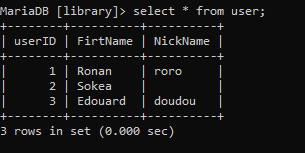 MariaDB [library]> select * from user;
+--------+-----------+----------+
| userID | FirtName | NickName |
+--------+-----------+----------+
| 1 | Ronan | roro |
| 2 | Sokea | |
| 3 | Edouard | doudou |
+--------+-----------+----------+
3 rows in set (0.000 sec)